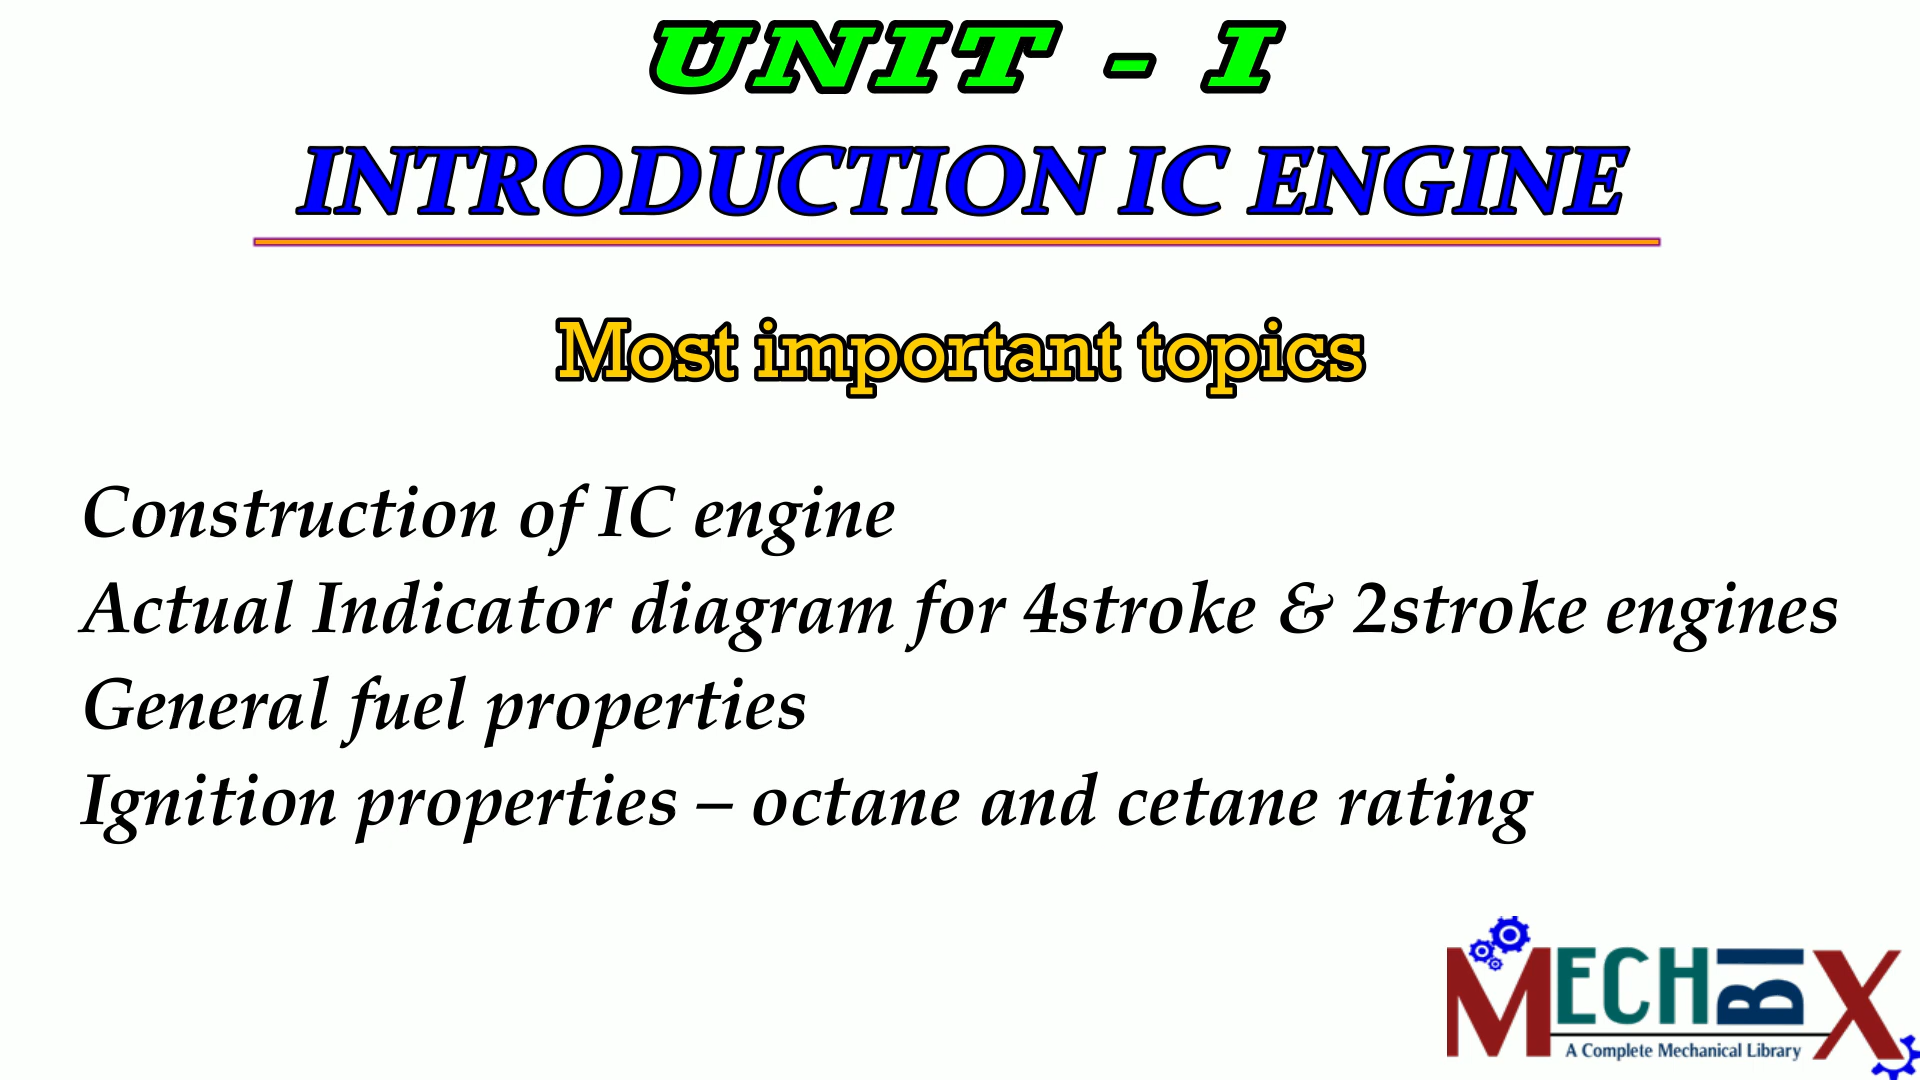 UNIT - I
INTRODUCTION IC ENGINE
Most important topics
Construction of IC engine
Actual Indicator diagram for 4stroke & 2stroke engines
General fuel properties
Ignition properties – octane and cetane rating
MECHBIX
A Complete Mechanical Library